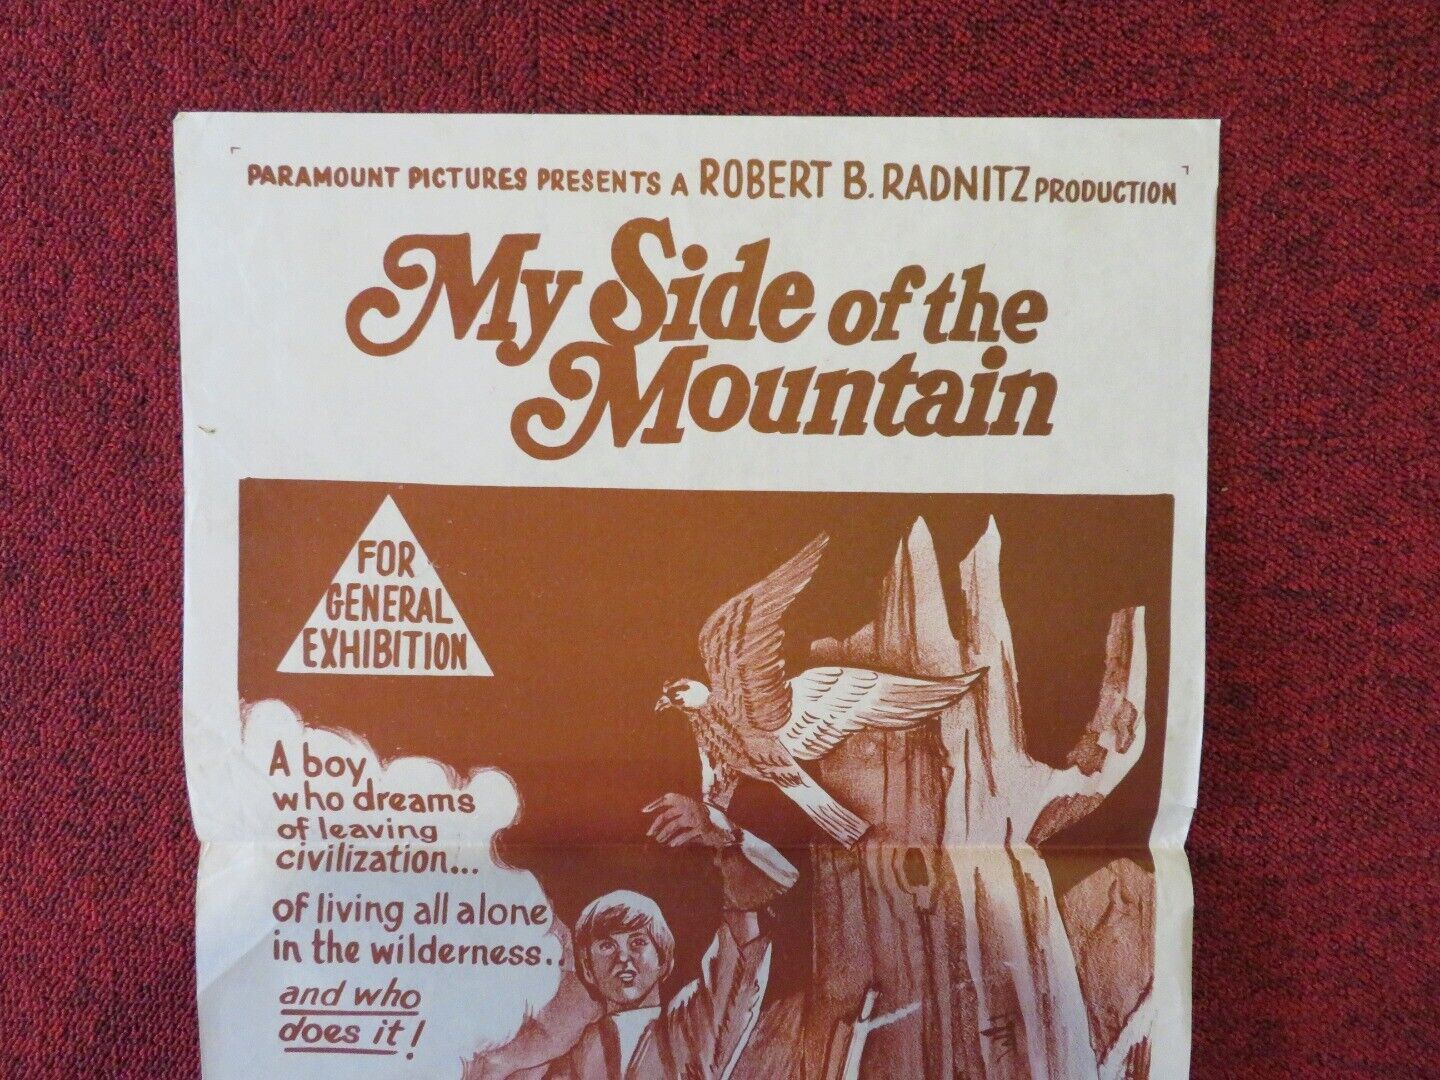 PARAMOUNT PICTURES PRESENTS A ROBERT B. RADNITZ PRODUCTION
My Side of the
Mountain
FOR
GENERAL
EXHIBITION
A boy
who dreams
of leaving
civilization...
of living all alone
in the wilderness..
and who
does it!